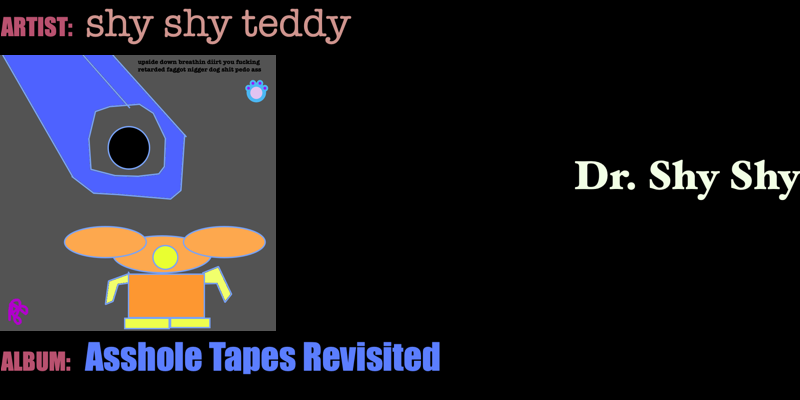 ARTIST: shy shy teddy
upside down breathin diirt you fucking
retarded faggot nigger dog shit pedo ass
Dr. Shy Shy
ALBUM: Asshole Tapes Revisited